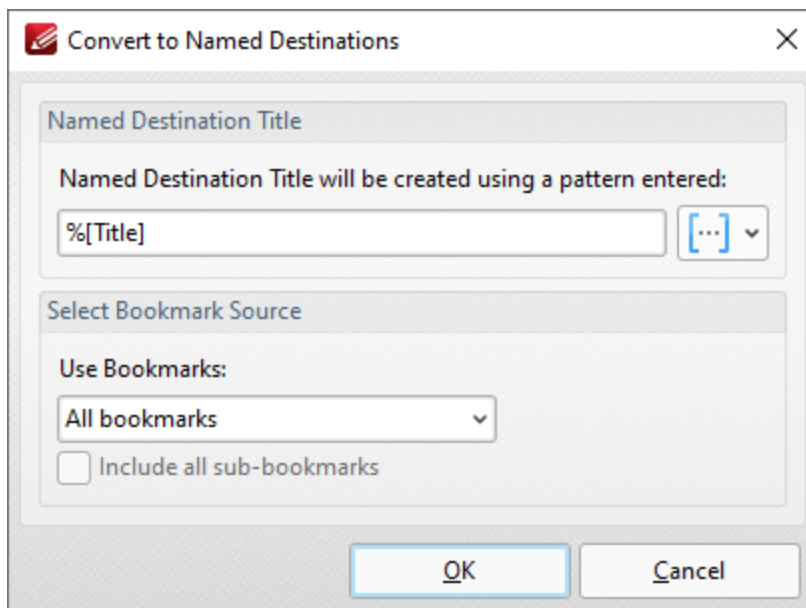 Convert to Named Destinations
Named Destination Title
Named Destination Title will be created using a pattern entered:
%[Title]
Select Bookmark Source
Use Bookmarks:
All bookmarks
Include all sub-bookmarks
OK
Cancel